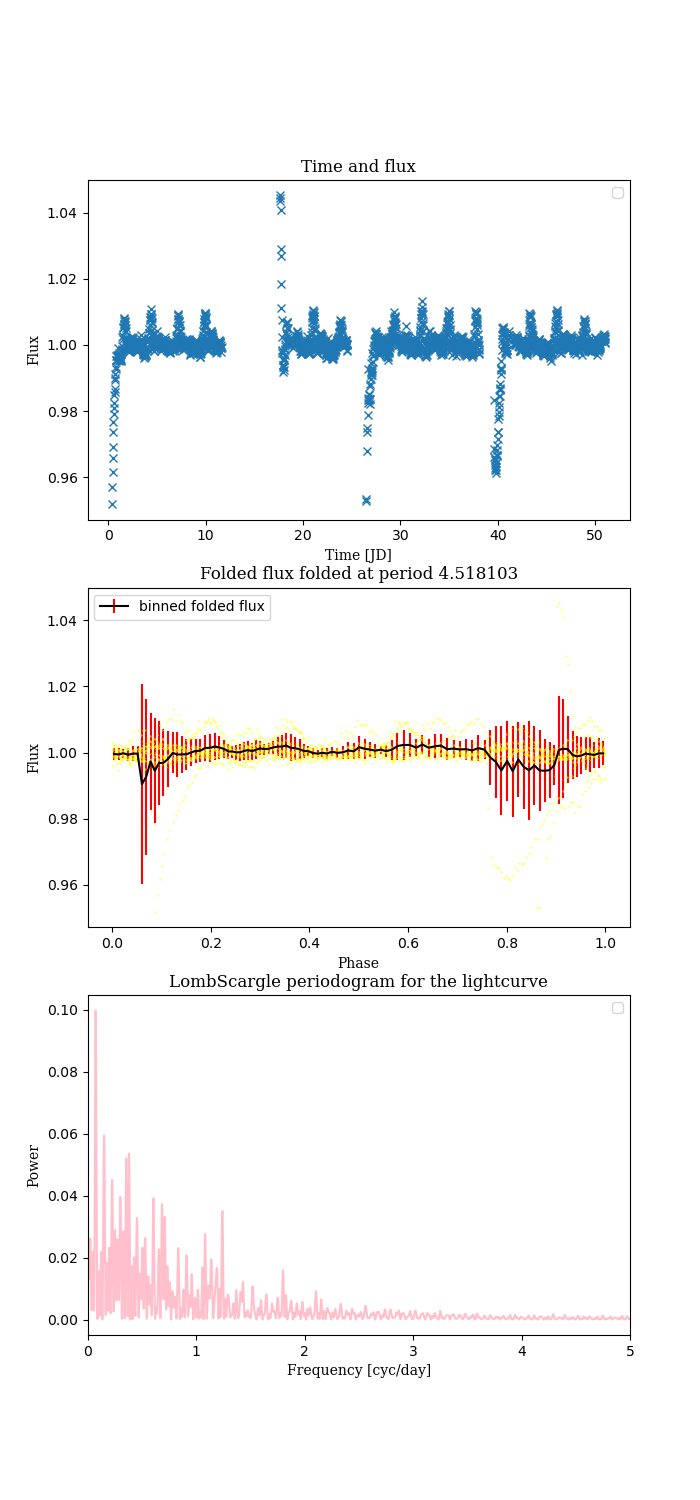 Time and flux
1.04
1.02
1.00
0.98
0.96
Flux
0 10 20 30 40 50
Time [JD]
Folded flux folded at period 4.518103
binned folded flux
1.04
1.02
1.00
0.98
0.96
Flux
0.0 0.2 0.4 0.6 0.8 1.0
Phase
LombScargle periodogram for the lightcurve
0.10
0.08
0.06
0.04
0.02
0.00
Power
0 1 2 3 4 5
Frequency [cyc/day]